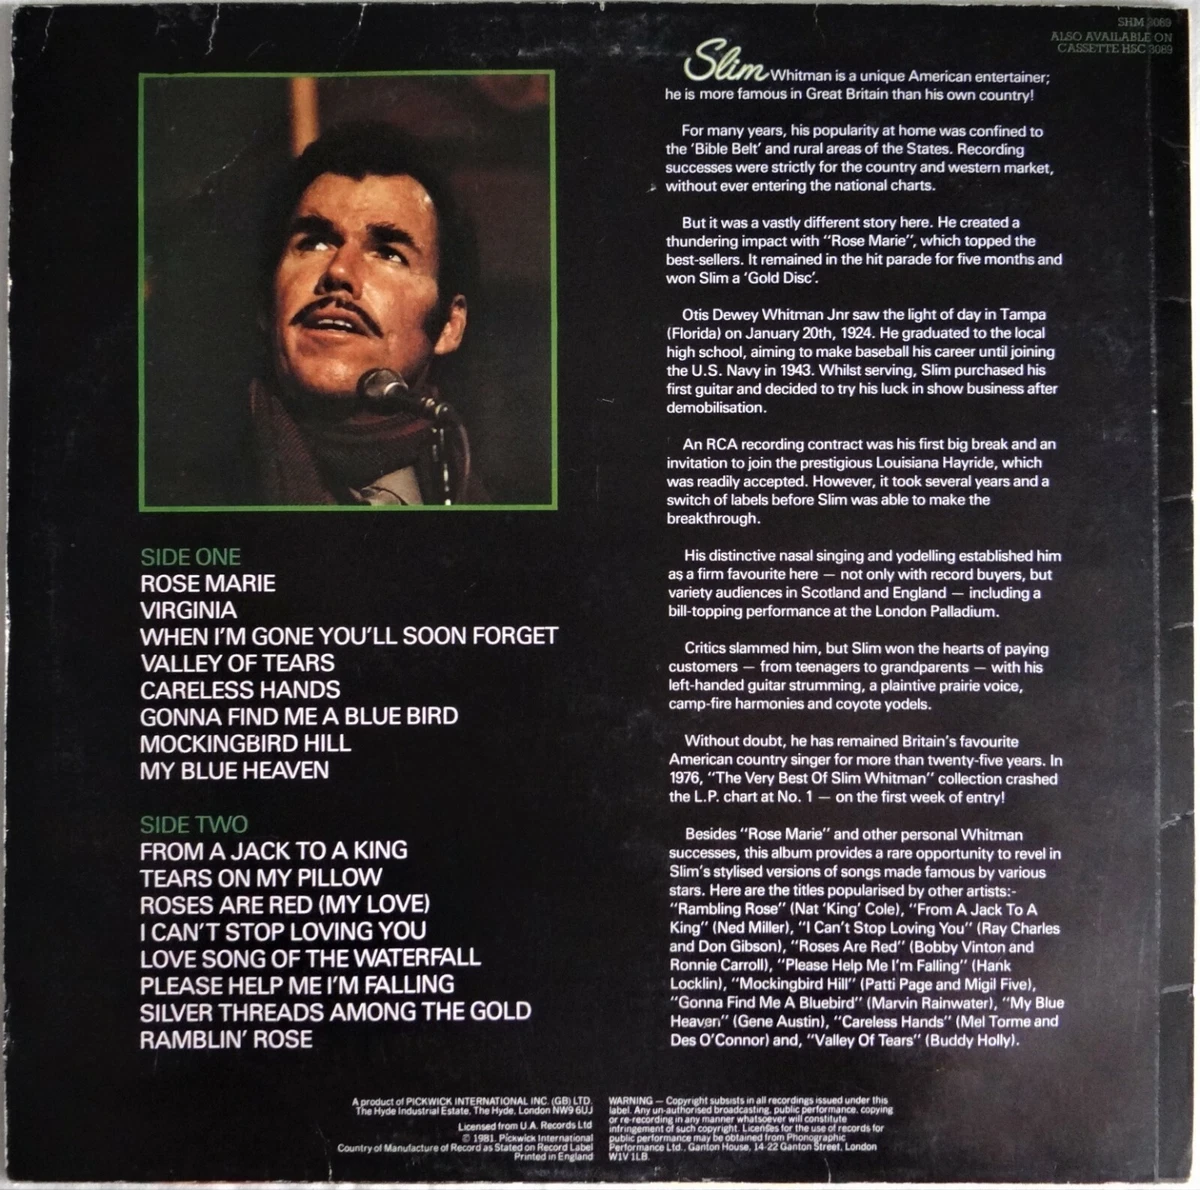 SHM 3089
ALSO AVAILABLE ON
CASSETTE HSC 3089
Slim Whitman is a unique American entertainer;
he is more famous in Great Britain than his own country!
For many years, his popularity at home was confined to
the 'Bible Belt' and rural areas of the States. Recording
successes were strictly for the country and western market,
without ever entering the national charts.
But it was a vastly different story here. He created a
thundering impact with "Rose Marie", which topped the
best-sellers. It remained in the hit parade for five months and
won Slim a 'Gold Disc'.
Otis Dewey Whitman Jnr saw the light of day in Tampa
(Florida) on January 20th, 1924. He graduated to the local
high school, aiming to make baseball his career until joining
the U.S. Navy in 1943. Whilst serving, Slim purchased his
first guitar and decided to try his luck in show business after
demobilisation.
An RCA recording contract was his first big break and an
invitation to join the prestigious Louisiana Hayride, which
was readily accepted. However, it took several years and a
switch of labels before Slim was able to make the
breakthrough.
His distinctive nasal singing and yodelling established him
as a firm favourite here — not only with record buyers, but
variety audiences in Scotland and England — including a
bill-topping performance at the London Palladium.
Critics slammed him, but Slim won the hearts of paying
customers — from teenagers to grandparents — with his
left-handed guitar strumming, a plaintive prairie voice,
camp-fire harmonies and coyote yodels.
Without doubt, he has remained Britain's favourite
American country singer for more than twenty-five years. In
1976, "The Very Best Of Slim Whitman" collection crashed
the L.P. chart at No. 1 — on the first week of entry!
Besides "Rose Marie" and other personal Whitman
successes, this album provides a rare opportunity to revel in
Slim's stylised versions of songs made famous by various
stars. Here are the titles popularised by other artists:-
"Rambling Rose" (Nat 'King' Cole), "From A Jack To A
King" (Ned Miller), "I Can't Stop Loving You" (Ray Charles
and Don Gibson), "Roses Are Red" (Bobby Vinton and
Ronnie Carroll), "Please Help Me I'm Falling" (Hank
Locklin), "Mockingbird Hill" (Patti Page and Migil Five),
"Gonna Find Me A Bluebird" (Marvin Rainwater), "My Blue
Heaven" (Gene Austin), "Careless Hands" (Mel Torme and
Des O'Connor) and, "Valley Of Tears" (Buddy Holly).
SIDE ONE
ROSE MARIE
VIRGINIA
WHEN I'M GONE YOU'LL SOON FORGET
VALLEY OF TEARS
CARELESS HANDS
GONNA FIND ME A BLUE BIRD
MOCKINGBIRD HILL
MY BLUE HEAVEN
SIDE TWO
FROM A JACK TO A KING
TEARS ON MY PILLOW
ROSES ARE RED (MY LOVE)
I CAN'T STOP LOVING YOU
LOVE SONG OF THE WATERFALL
PLEASE HELP ME I'M FALLING
SILVER THREADS AMONG THE GOLD
RAMBLIN' ROSE
A product of PICKWICK INTERNATIONAL INC. (GB) LTD.
The Hyde Industrial Estate, The Hyde, London NW9 6UJ
Licensed from U.A. Records Ltd
© 1981. Pickwick International
Country of Manufacture of Record as Stated on Record Label
Printed in England
WARNING — Copyright subsists in all recordings issued under this
label. Any un-authorised broadcasting, public performance, copying
or re-recording in any manner whatsoever will constitute
infringement of such copyright. Licenses for the use of records for
public performance may be obtained from Phonographic
Performance Ltd., Ganton House, 14-22 Ganton Street, London
W1V 1LB.